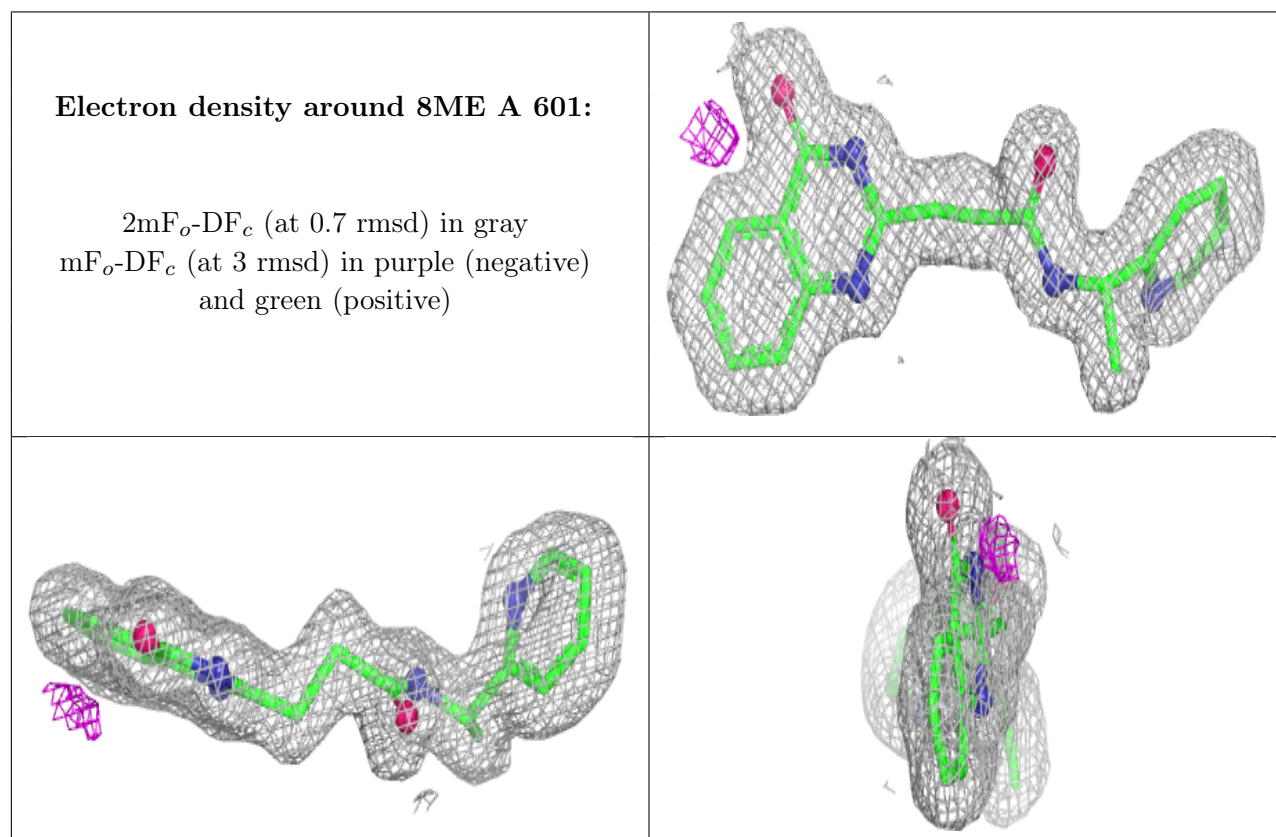 Electron density around 8ME A 601:
2mFo-DFc (at 0.7 rmsd) in gray
mFo-DFc (at 3 rmsd) in purple (negative)
and green (positive)